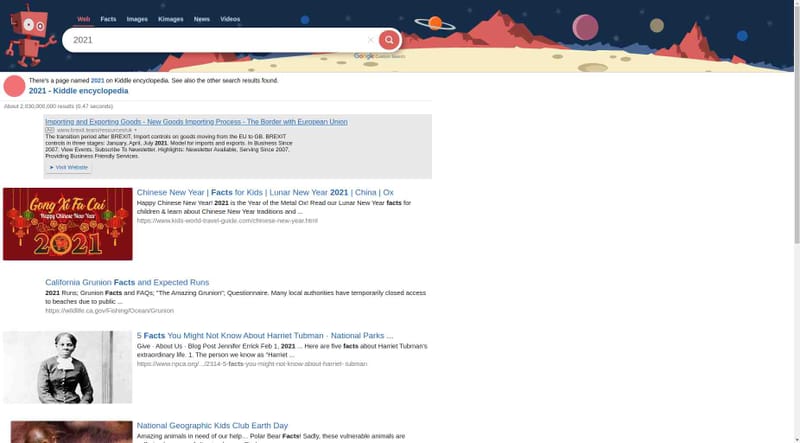 Web Facts Images Kimages News Videos
2021
Google Custom Search
There's a page named 2021 on Kiddle encyclopedia. See also the other search results found.
2021 - Kiddle encyclopedia
About 2,030,000,000 results (0.47 seconds)
Importing and Exporting Goods - New Goods Importing Process - The Border with European Union
Ad
The transition period after BREXIT, Import controls on goods moving from the EU to GB. BREXIT
controls in three stages: January, April, July 2021. Model for imports and exports. In Business Since
2007. View Events. Subscribe To Newsletter. Highlights: Newsletter Available, Serving Since 2007,
Providing Business Friendly Services.
➤ Visit Website
Gong Xi Fa Cai
Happy Chinese New Year
2021
Chinese New Year | Facts for Kids | Lunar New Year 2021 | China | Ox
Happy Chinese New Year! 2021 is the Year of the Metal Ox! Read our Lunar New Year facts for
children & learn about Chinese New Year traditions and ...
https://www.kids-world-travel-guide.com/chinese-new-year.html
California Grunion Facts and Expected Runs
2021 Runs; Grunion Facts and FAQs; "The Amazing Grunion"; Questionnaire. Many local authorities have temporarily closed access
to beaches due to public ...
https://wildlife.ca.gov/Fishing/Ocean/Grunion
5 Facts You Might Not Know About Harriet Tubman · National Parks ...
Give · About Us · Blog Post Jennifer Errick Feb 1, 2021 ... Here are five facts about Harriet Tubman's
extraordinary life. 1. The person we know as "Harriet ...
https://www.npca.org/.../2314-5-facts-you-might-not-know-about-harriet- tubman
National Geographic Kids Club Earth Day
Amazing animals in need of our help... Polar Bear Facts! Sadly, these vulnerable animals are